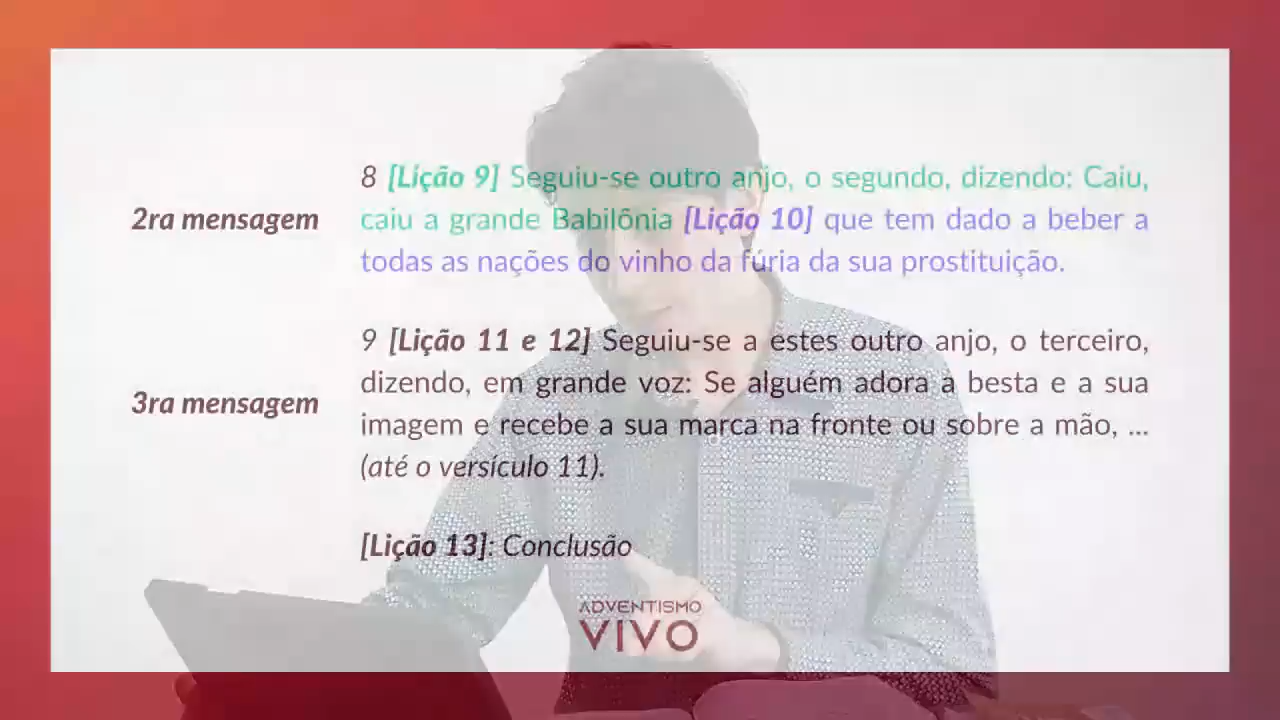 8 [Lição 9] Seguiu-se outro anjo, o segundo, dizendo: Caiu,
2ra mensagem
caiu a grande Babilônia [Lição 10] que tem dado a beber a
todas as nações do vinho da fúria da sua prostituição.
9 [Lição 11 e 12] Seguiu-se a estes outro anjo, o terceiro,
dizendo, em grande voz: Se alguém adora a besta e a sua
3ra mensagem
imagem e recebe a sua marca na fronte ou sobre a mão, ...
(até o versículo 11).
[Lição 13]: Conclusão
ADVENTISMO
VIVO